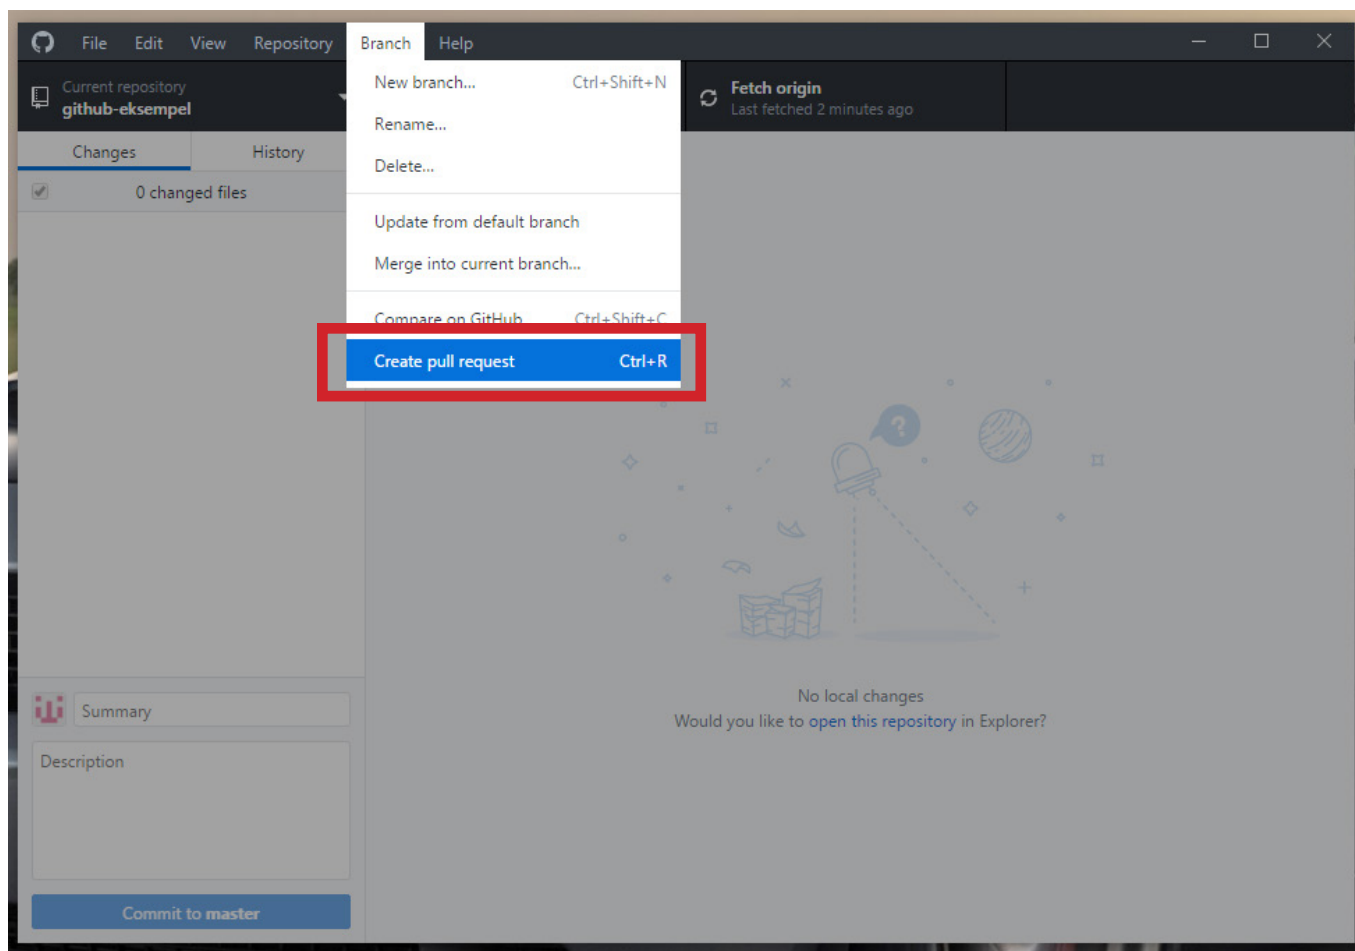 File Edit View Repository Branch Help
Current repository
github-eksempel
Fetch origin
Last fetched 2 minutes ago
New branch... Ctrl+Shift+N
Rename...
Delete...
Update from default branch
Merge into current branch...
Compare on GitHub Ctrl+Shift+C
Create pull request Ctrl+R
Changes History
0 changed files
?
No local changes
Would you like to open this repository in Explorer?
Summary
Description
Commit to master